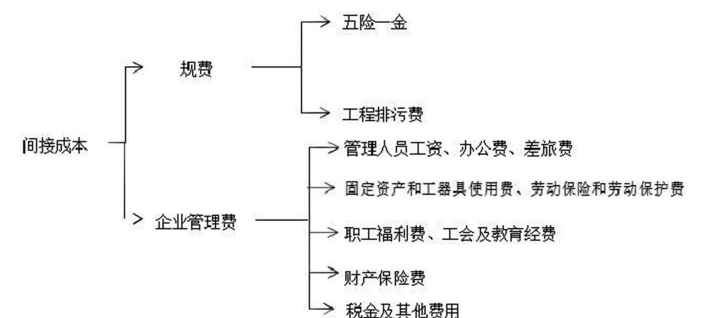 五险一金
规费
工程排污费
间接成本
管理人员工资、办公费、差旅费
固定资产和工器具使用费、劳动保险和劳动保护费
企业管理费
职工福利费、工会及教育经费
财产保险费
税金及其他费用